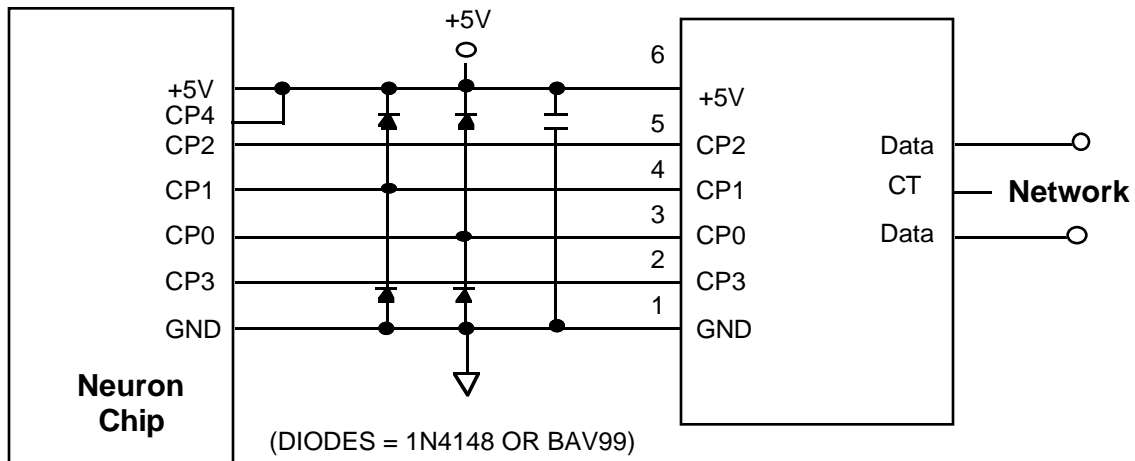 +5V
+5V
CP4
CP2
CP1
CP0
CP3
GND
Neuron
Chip
6
5
4
3
2
1
+5V
CP2
CP1
CP0
CP3
GND
Data
CT
Data
Network
(DIODES = 1N4148 OR BAV99)